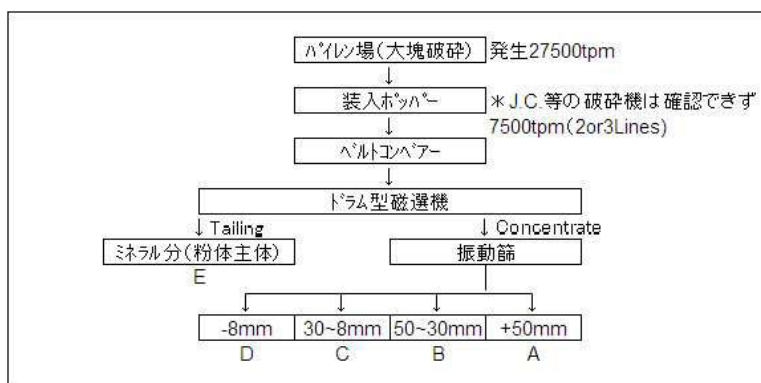 ﾊﾟｲﾚﾝ場(大塊破砕) 発生27500tpm
↓
装入ﾎｯﾊﾟｰ ＊J.C.等の破砕機は確認できず
↓ 7500tpm(2or3Lines)
ﾍﾞﾙﾄｺﾝﾍﾞｱｰ
↓
ﾄﾞﾗﾑ型磁選機
↓ Tailing ↓ Concentrate
ﾐﾈﾗﾙ分(粉体主体) 振動篩
E
-8mm 30~8mm 50~30mm +50mm
D C B A